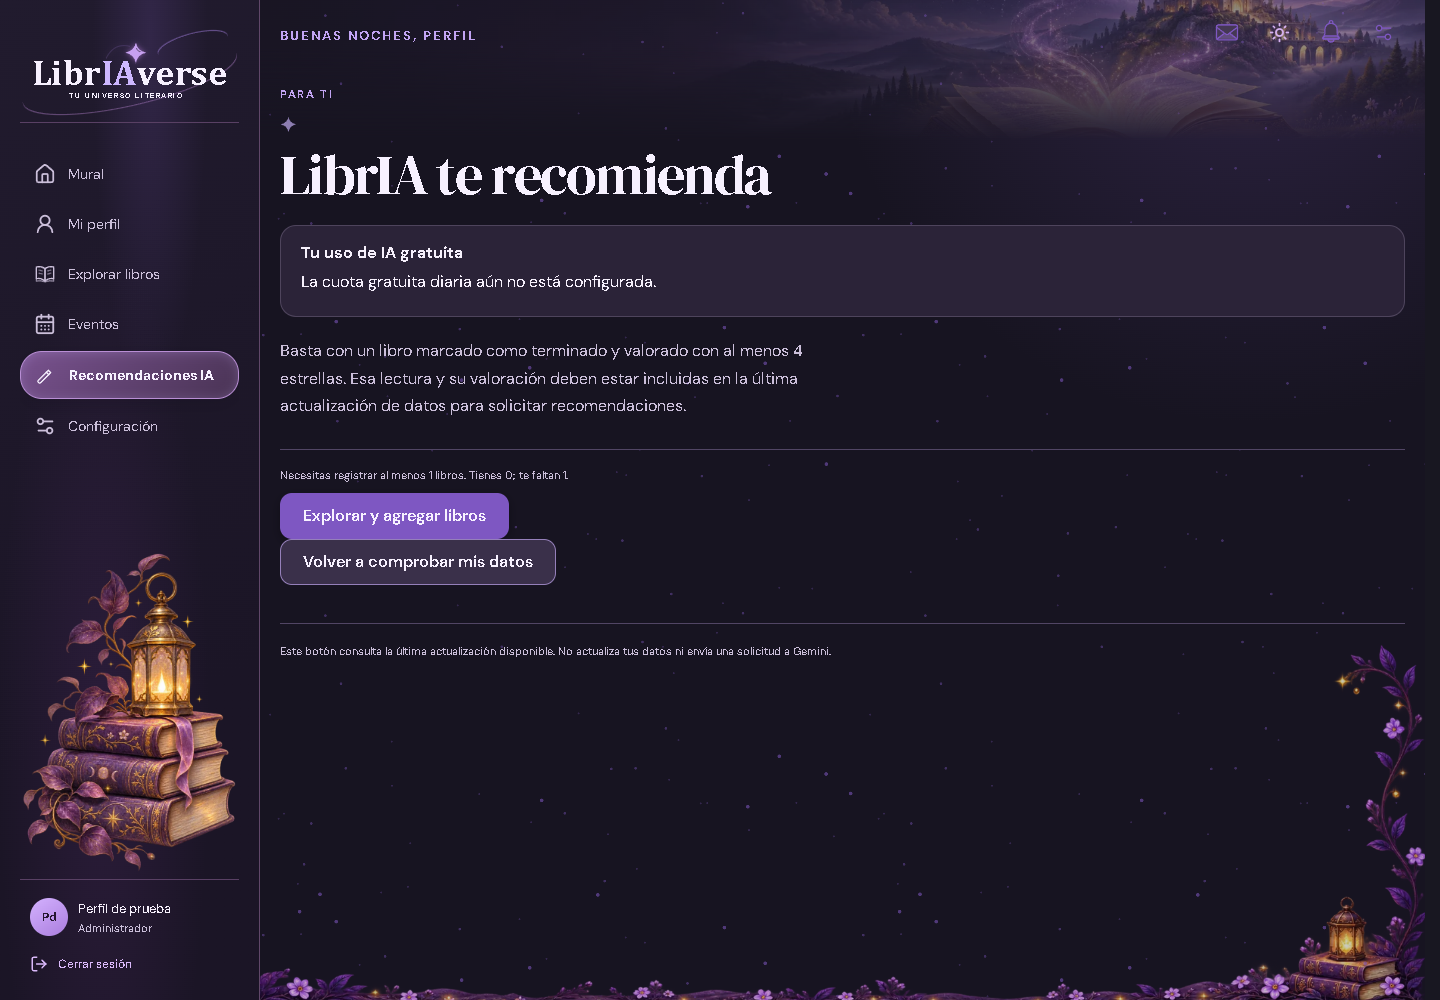 LibrIAverse
TU UNIVERSO LITERARIO
Mural
Mi perfil
Explorar libros
Eventos
Recomendaciones IA
Configuración
Pd
Perfil de prueba
Administrador
Cerrar sesión
BUENAS NOCHES, PERFIL
PARA TI
LibrIA te recomienda
Tu uso de IA gratuita
La cuota gratuita diaria aún no está configurada.
Basta con un libro marcado como terminado y valorado con al menos 4
estrellas. Esa lectura y su valoración deben estar incluidas en la última
actualización de datos para solicitar recomendaciones.
Necesitas registrar al menos 1 libros. Tienes 0; te faltan 1.
Explorar y agregar libros
Volver a comprobar mis datos
Este botón consulta la última actualización disponible. No actualiza tus datos ni envía una solicitud a Gemini.